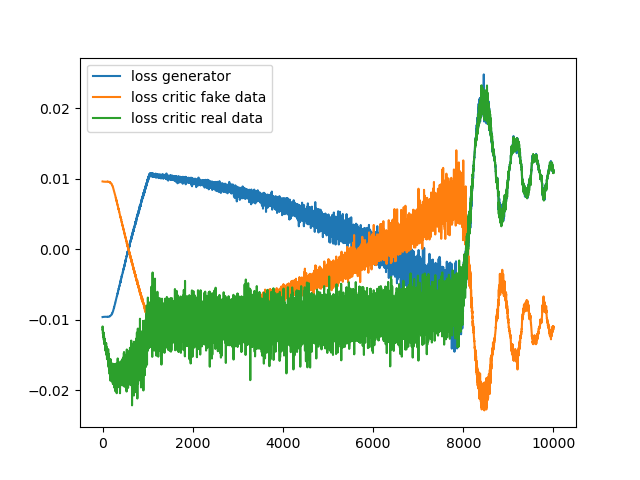 loss generator
loss critic fake data
loss critic real data
0.02
0.01
0.00
−0.01
−0.02
0 2000 4000 6000 8000 10000